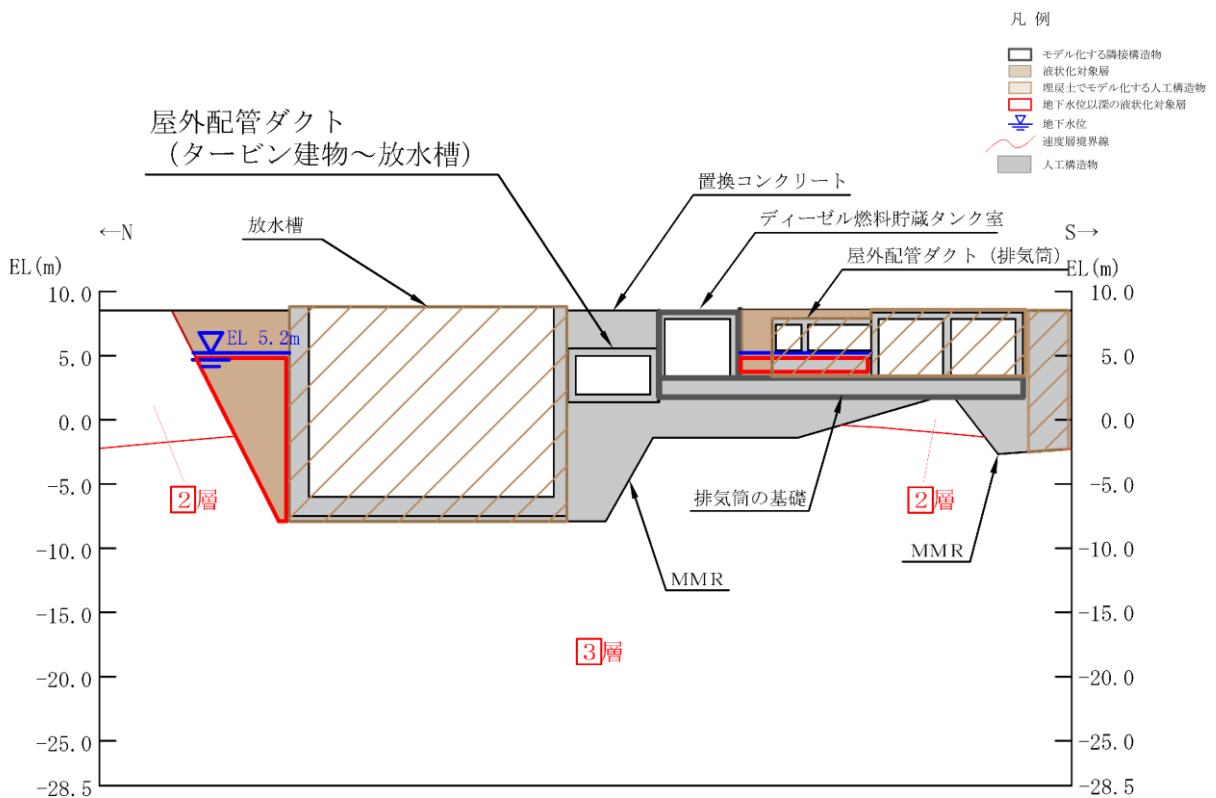 凡 例
モデル化する隣接構造物
液状化対象層
埋戻土でモデル化する人工構造物
地下水位以深の液状化対象層
地下水位
速度層境界線
人工構造物
屋外配管ダクト
（タービン建物～放水槽）
置換コンクリート
放水槽
ディーゼル燃料貯蔵タンク室
←N
S→
屋外配管ダクト（排気筒）
EL(m)
EL(m)
10.0
10.0
EL 5.2m
5.0
5.0
0.0
0.0
-5.0
-5.0
2層
排気筒の基礎
2層
-10.0
-10.0
MMR
MMR
-15.0
-15.0
3層
-20.0
-20.0
-25.0
-25.0
-28.5
-28.5